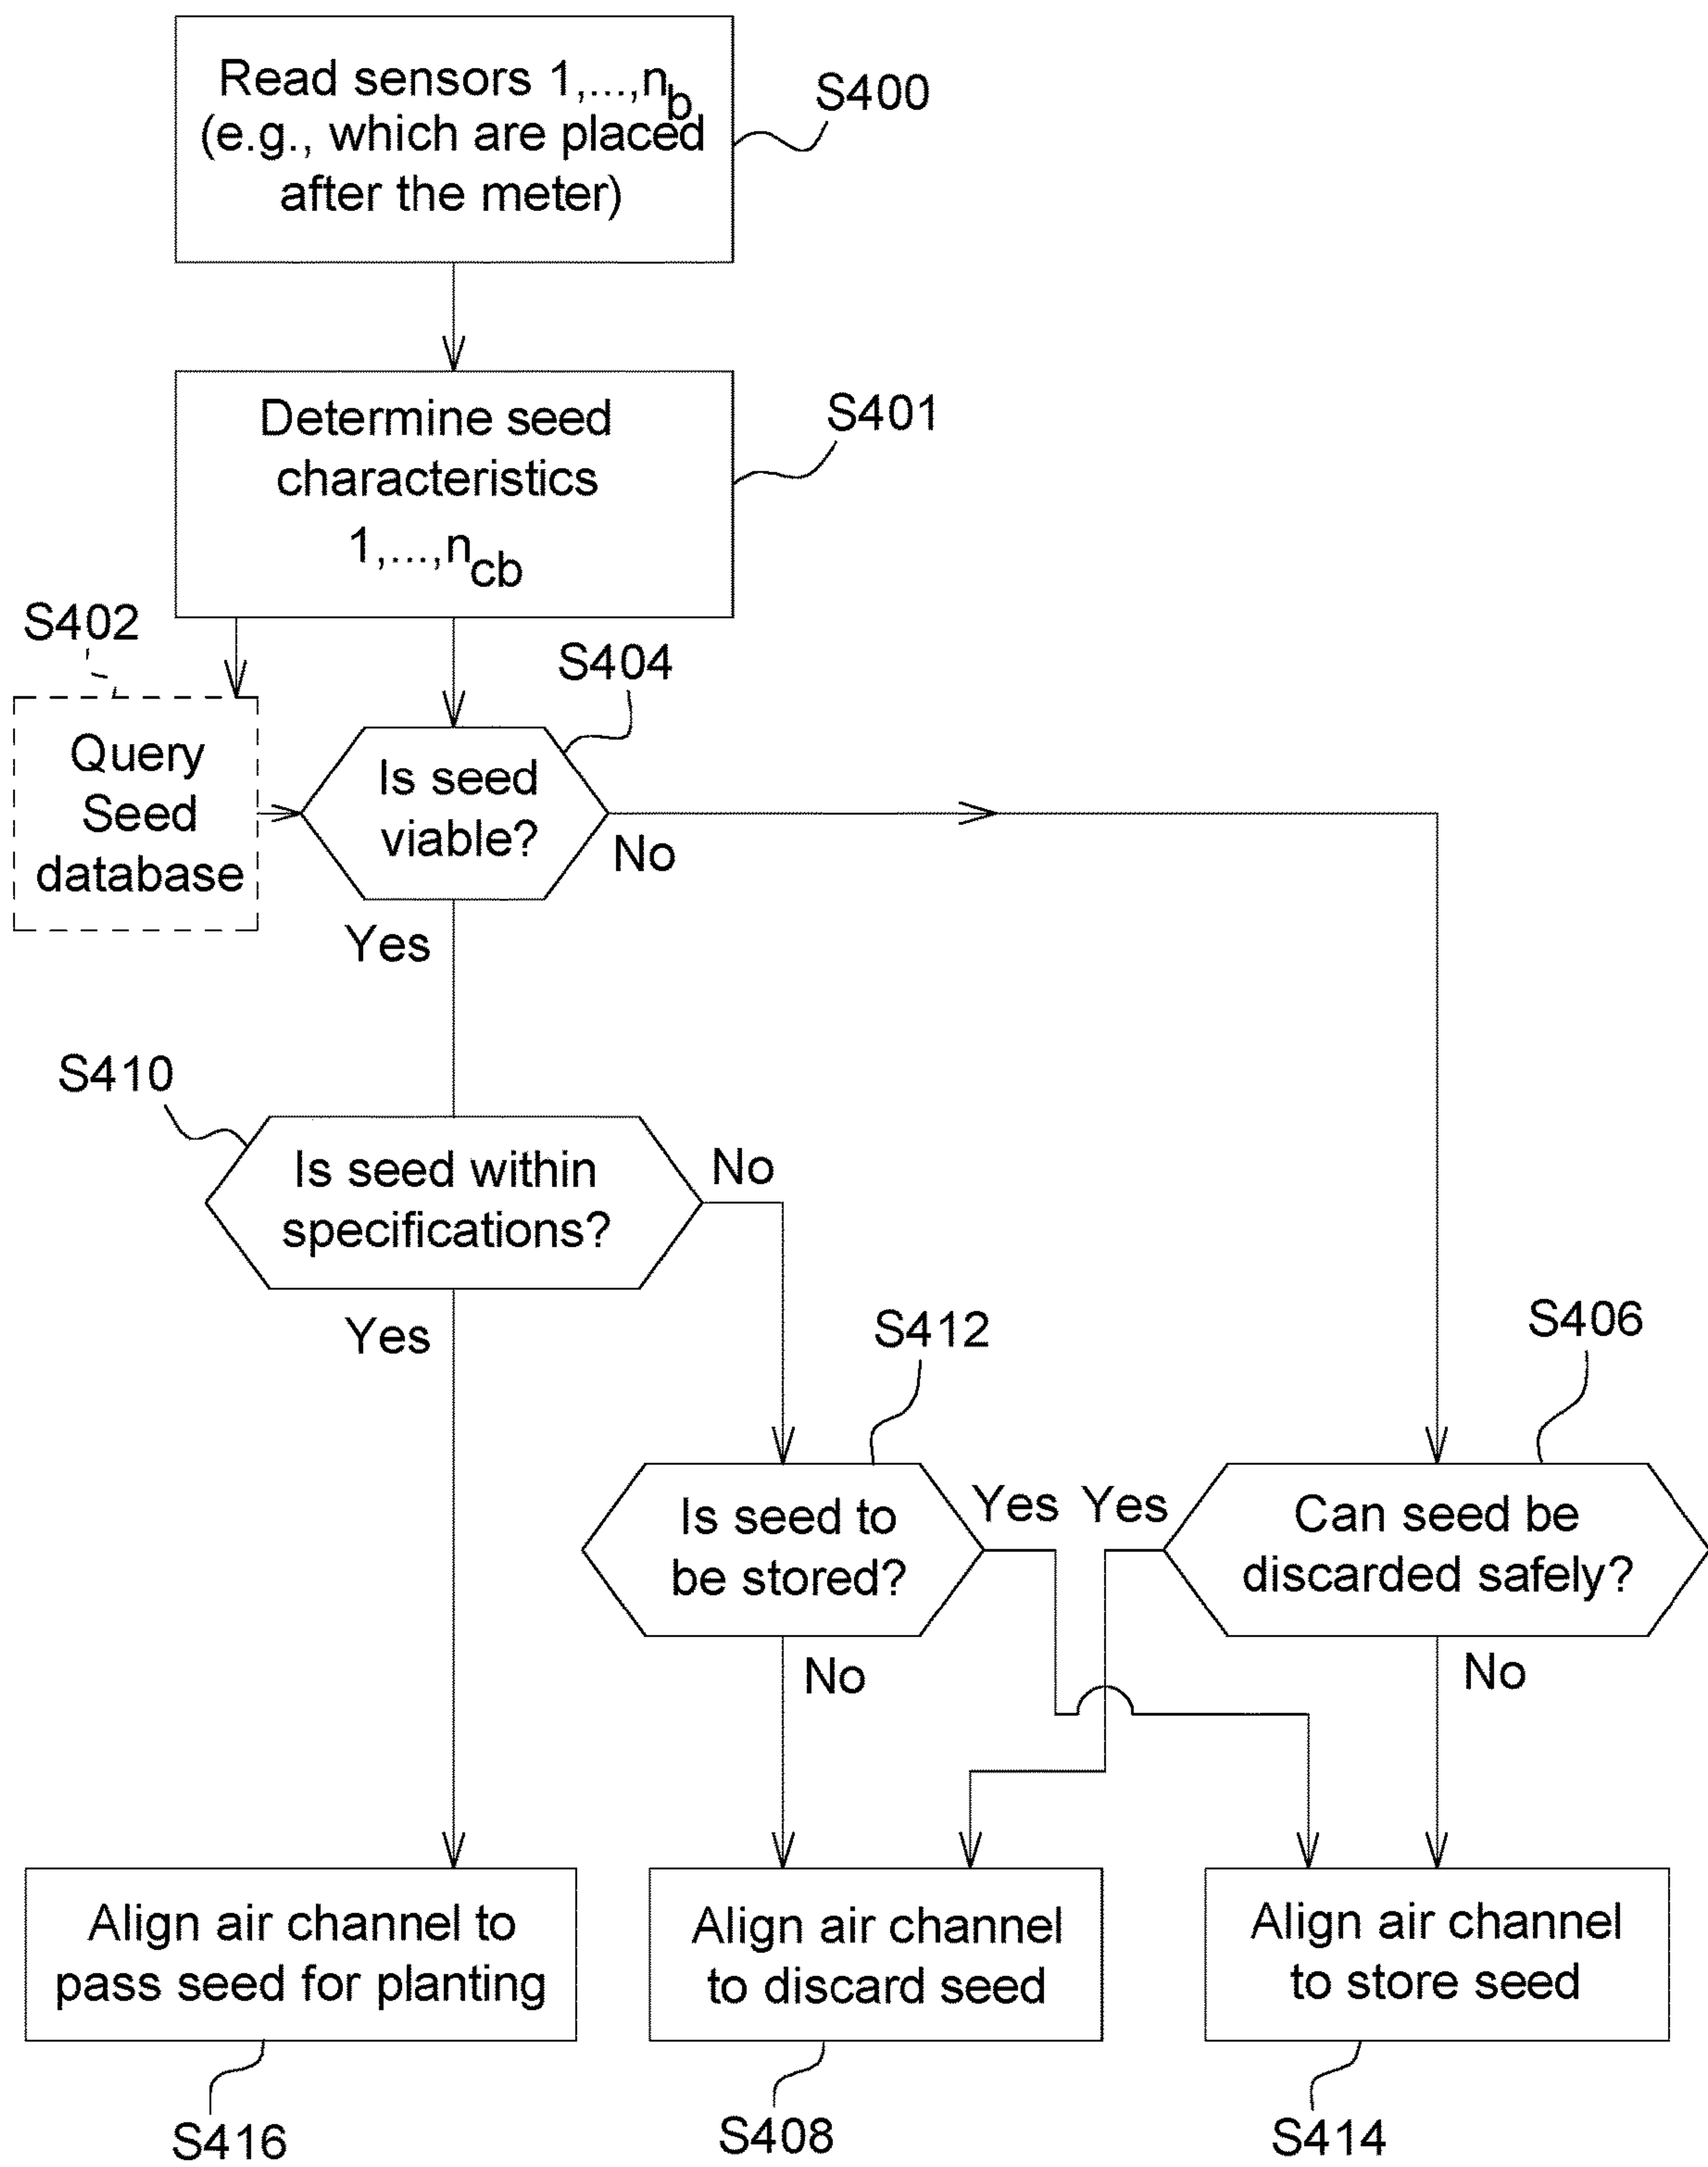 Read sensors 1,...,nb
(e.g., which are placed
after the meter)
S400
Determine seed
characteristics
1,...,ncb
S401
S402
Query
Seed
database
S404
Is seed
viable?
No
Yes
S410
Is seed within
specifications?
No
Yes
S412
Is seed to
be stored?
Yes
No
S406
Can seed be
discarded safely?
Yes
No
Align air channel to
pass seed for planting
S416
Align air channel
to discard seed
S408
Align air channel
to store seed
S414